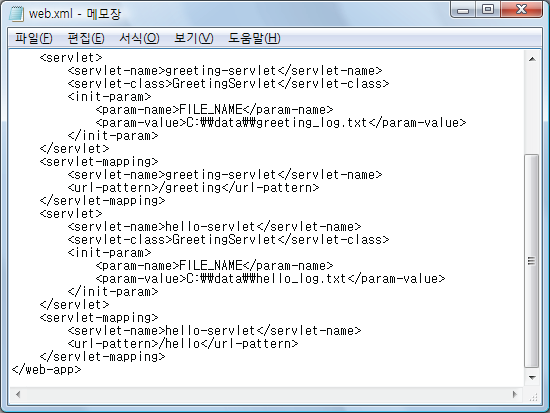 web.xml - 메모장
파일(F) 편집(E) 서식(O) 보기(V) 도움말(H)
    <servlet>
        <servlet-name>greeting-servlet</servlet-name>
        <servlet-class>GreetingServlet</servlet-class>
        <init-param>
            <param-name>FILE_NAME</param-name>
            <param-value>C:₩₩data₩₩greeting_log.txt</param-value>
        </init-param>
    </servlet>
    <servlet-mapping>
        <servlet-name>greeting-servlet</servlet-name>
        <url-pattern>/greeting</url-pattern>
    </servlet-mapping>
    <servlet>
        <servlet-name>hello-servlet</servlet-name>
        <servlet-class>GreetingServlet</servlet-class>
        <init-param>
            <param-name>FILE_NAME</param-name>
            <param-value>C:₩₩data₩₩hello_log.txt</param-value>
        </init-param>
    </servlet>
    <servlet-mapping>
        <servlet-name>hello-servlet</servlet-name>
        <url-pattern>/hello</url-pattern>
    </servlet-mapping>
</web-app>